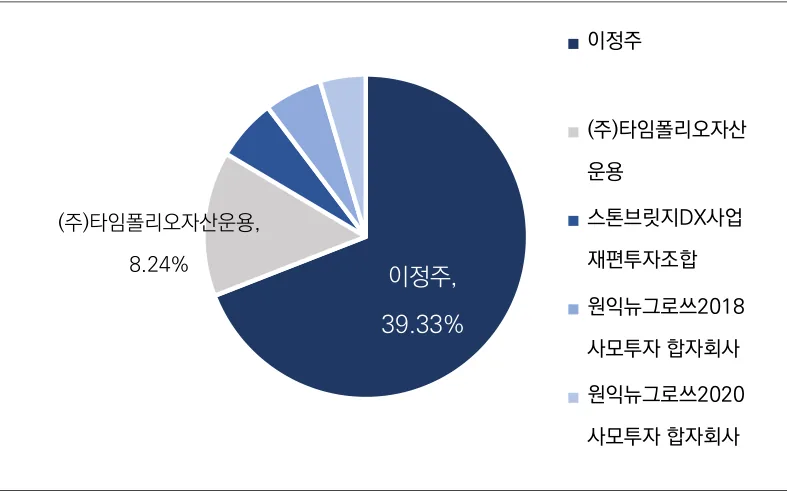 이정주
(주)타임폴리오자산
운용
스톤브릿지DX사업
재편투자조합
원익뉴그로쓰2018
사모투자 합자회사
원익뉴그로쓰2020
사모투자 합자회사
(주)타임폴리오자산운용,
8.24%
이정주,
39.33%